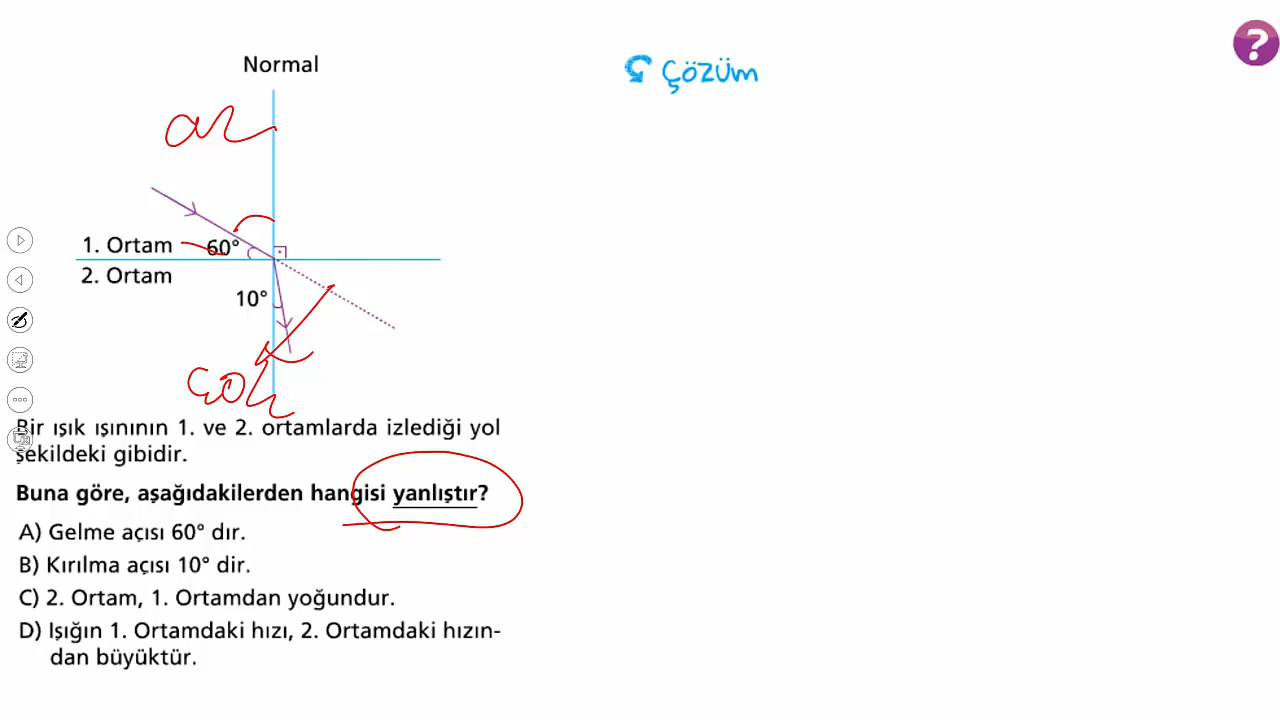 Normal
çözüm
?
az
1. Ortam
60°
2. Ortam
10°
çok
Bir ışık ışınının 1. ve 2. ortamlarda izlediği yol
şekildeki gibidir.
Buna göre, aşağıdakilerden hangisi yanlıştır?
A) Gelme açısı 60° dır.
B) Kırılma açısı 10° dir.
C) 2. Ortam, 1. Ortamdan yoğundur.
D) Işığın 1. Ortamdaki hızı, 2. Ortamdaki hızın-
dan büyüktür.